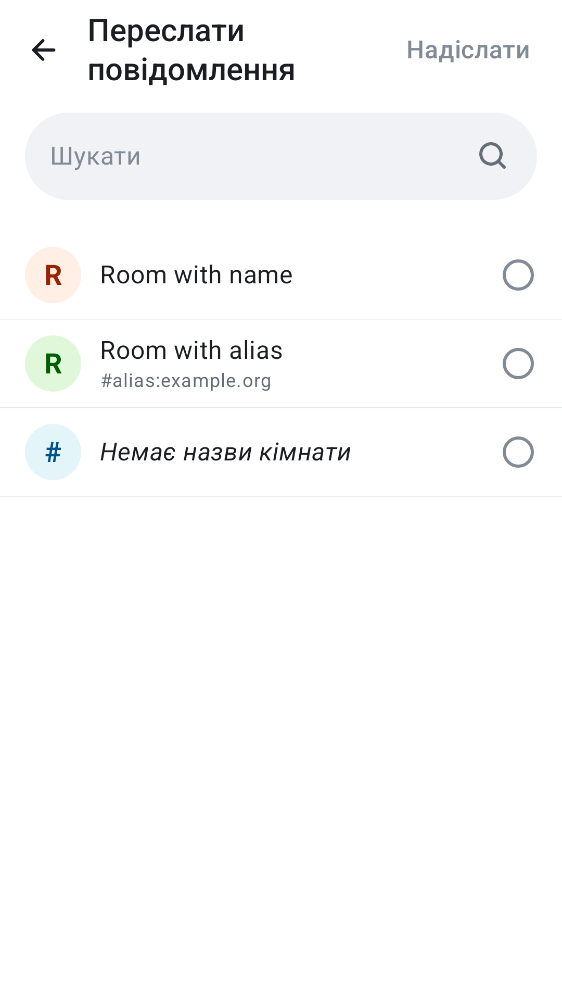 Переслати
повідомлення
Надіслати
Шукати
R
Room with name
R
Room with alias
#alias:example.org
#
Немає назви кімнати